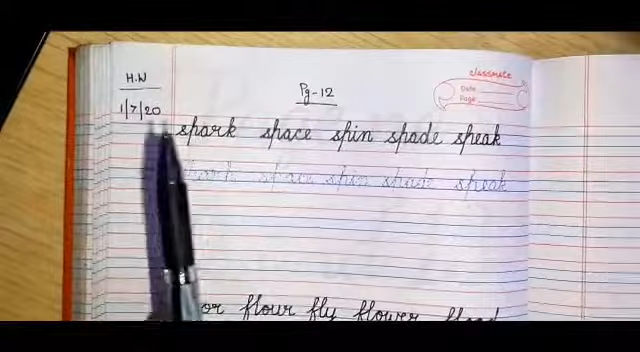 H.W
Pg-12
classmate
Date
Page
1/7/20
spark space spin spade speak
spark space spin spade speak
flour fly flower